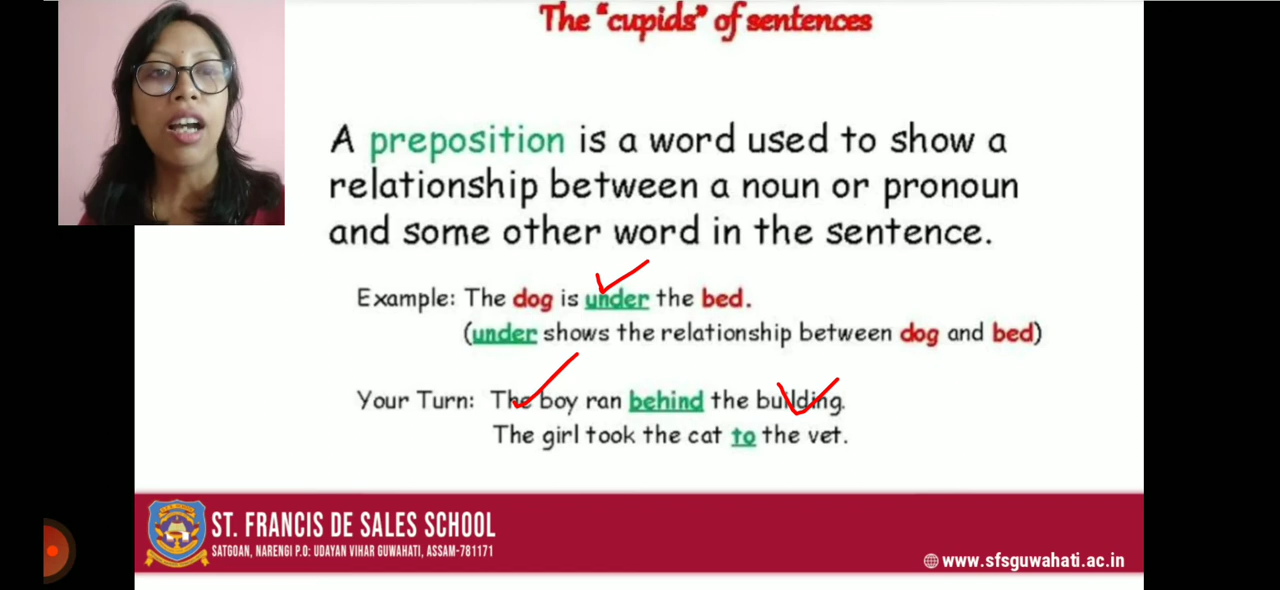 The "cupids" of sentences
A preposition is a word used to show a
relationship between a noun or pronoun
and some other word in the sentence.
Example: The dog is under the bed.
(under shows the relationship between dog and bed)
Your Turn: The boy ran behind the building.
The girl took the cat to the vet.
ST. FRANCIS DE SALES SCHOOL
SATGOAN, NARENGI P.O: UDAYAN VIHAR GUWAHATI, ASSAM-781171
www.sfsguwahati.ac.in